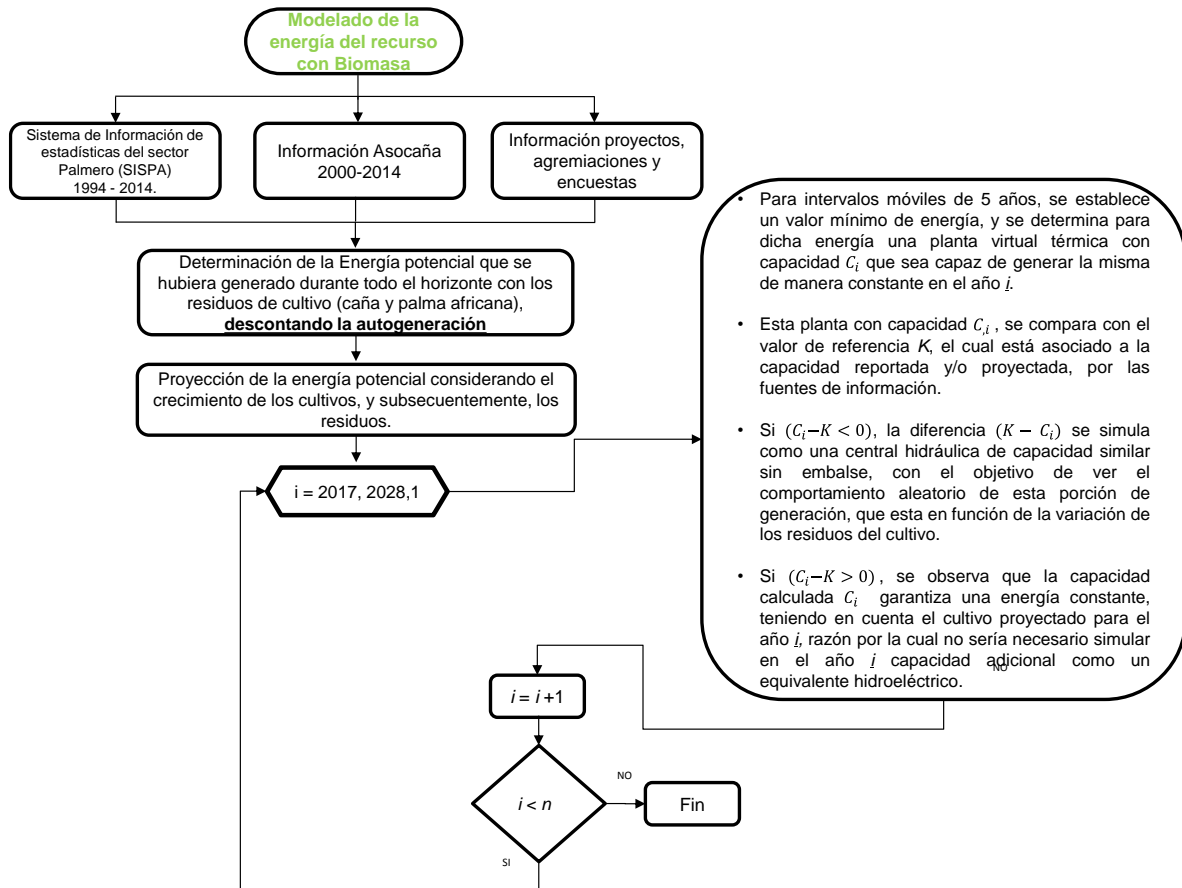 Modelado de la
energía del recurso
con Biomasa
Sistema de Información de
estadísticas del sector
Palmero (SISPA)
1994 - 2014.
Información Asocaña
2000-2014
Información proyectos,
agremiaciones y
encuestas
Determinación de la Energía potencial que se
hubiera generado durante todo el horizonte con los
residuos de cultivo (caña y palma africana),
descontando la autogeneración
Proyección de la energía potencial considerando el
crecimiento de los cultivos, y subsecuentemente, los
residuos.
i = 2017, 2028,1
• Para intervalos móviles de 5 años, se establece
un valor mínimo de energía, y se determina para
dicha energía una planta virtual térmica con
capacidad C_i que sea capaz de generar la misma
de manera constante en el año i.
• Esta planta con capacidad C_,i , se compara con el
valor de referencia K, el cual está asociado a la
capacidad reportada y/o proyectada, por las
fuentes de información.
• Si (C_i−K < 0), la diferencia (K − C_i) se simula
como una central hidráulica de capacidad similar
sin embalse, con el objetivo de ver el
comportamiento aleatorio de esta porción de
generación, que esta en función de la variación de
los residuos del cultivo.
• Si (C_i−K > 0) , se observa que la capacidad
calculada C_i garantiza una energía constante,
teniendo en cuenta el cultivo proyectado para el
año i, razón por la cual no sería necesario simular
en el año i capacidad adicional como un
equivalente hidroeléctrico.
NO
i = i +1
i < n
NO
Fin
SI